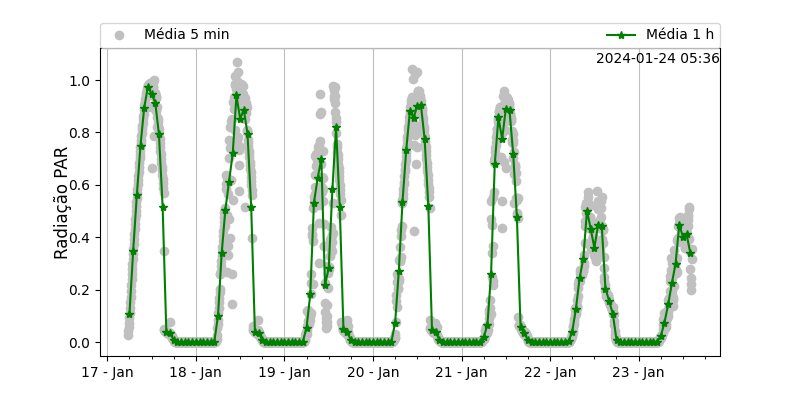 Média 5 min
Média 1 h
2024-01-24 05:36
Radiação PAR
1.0
0.8
0.6
0.4
0.2
0.0
17 - Jan
18 - Jan
19 - Jan
20 - Jan
21 - Jan
22 - Jan
23 - Jan